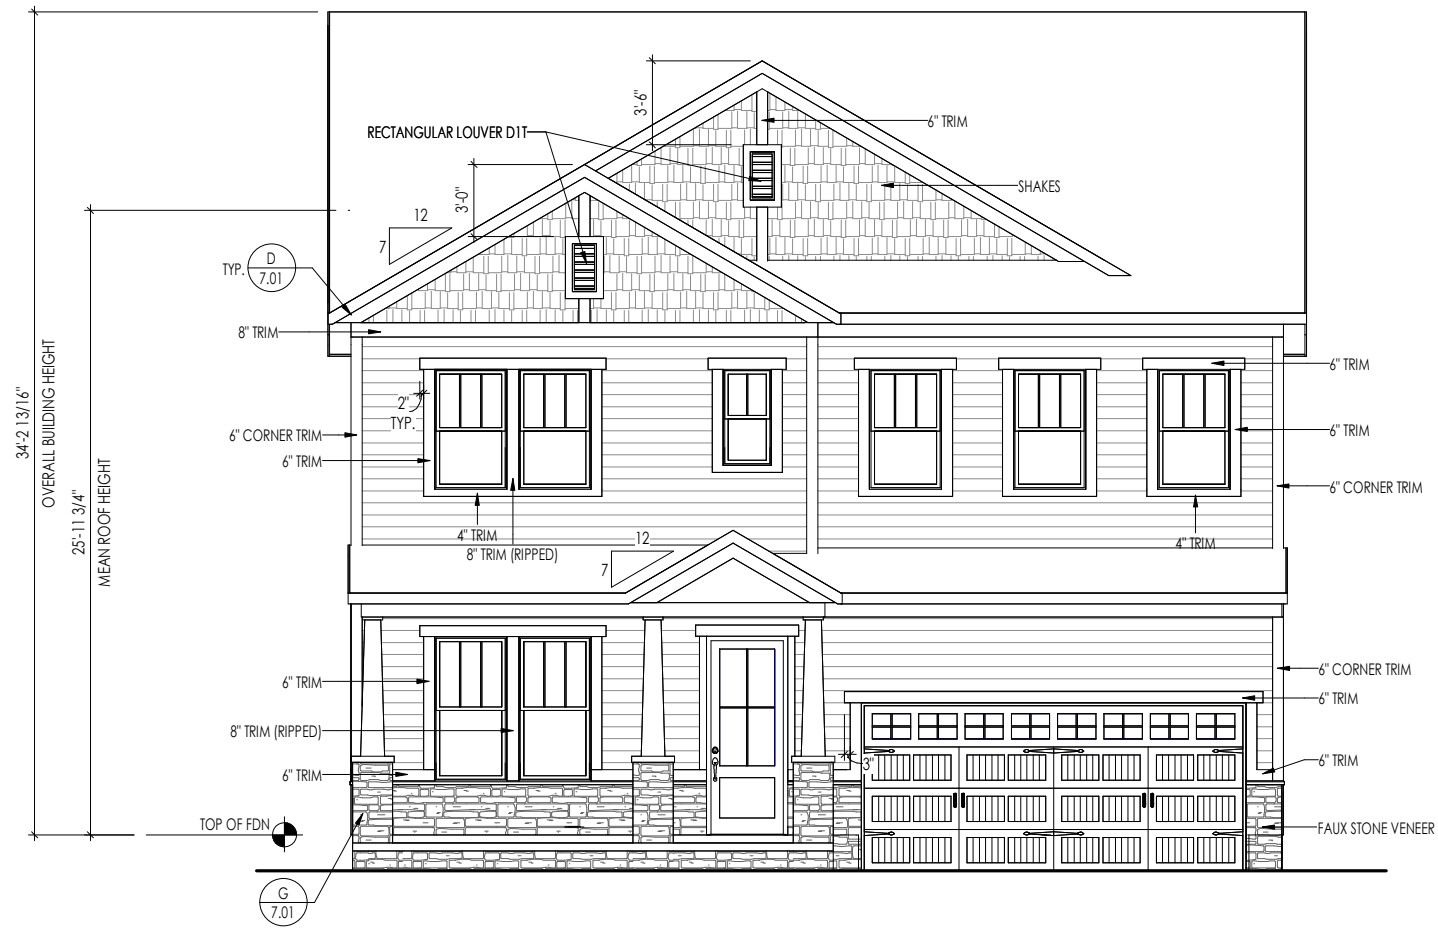 3'-6"
6" TRIM
RECTANGULAR LOUVER D1T
SHAKES
3'-0"
12
7
TYP.
D
7.01
8" TRIM
6" TRIM
2"
TYP.
6" CORNER TRIM
6" TRIM
6" TRIM
6" CORNER TRIM
34'-2 13/16"
OVERALL BUILDING HEIGHT
25'-11 3/4"
MEAN ROOF HEIGHT
4" TRIM
8" TRIM (RIPPED)
12
7
4" TRIM
6" TRIM
6" CORNER TRIM
6" TRIM
8" TRIM (RIPPED)
6" TRIM
3"
6" TRIM
TOP OF FDN
FAUX STONE VENEER
G
7.01